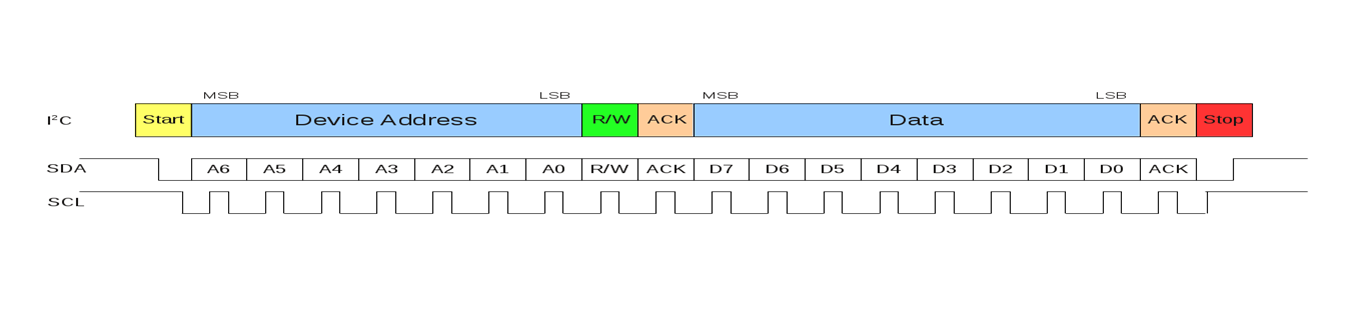 MSB LSB MSB LSB
I²C Start Device Address R/W ACK Data ACK Stop
SDA A6 A5 A4 A3 A2 A1 A0 R/W ACK D7 D6 D5 D4 D3 D2 D1 D0 ACK
SCL